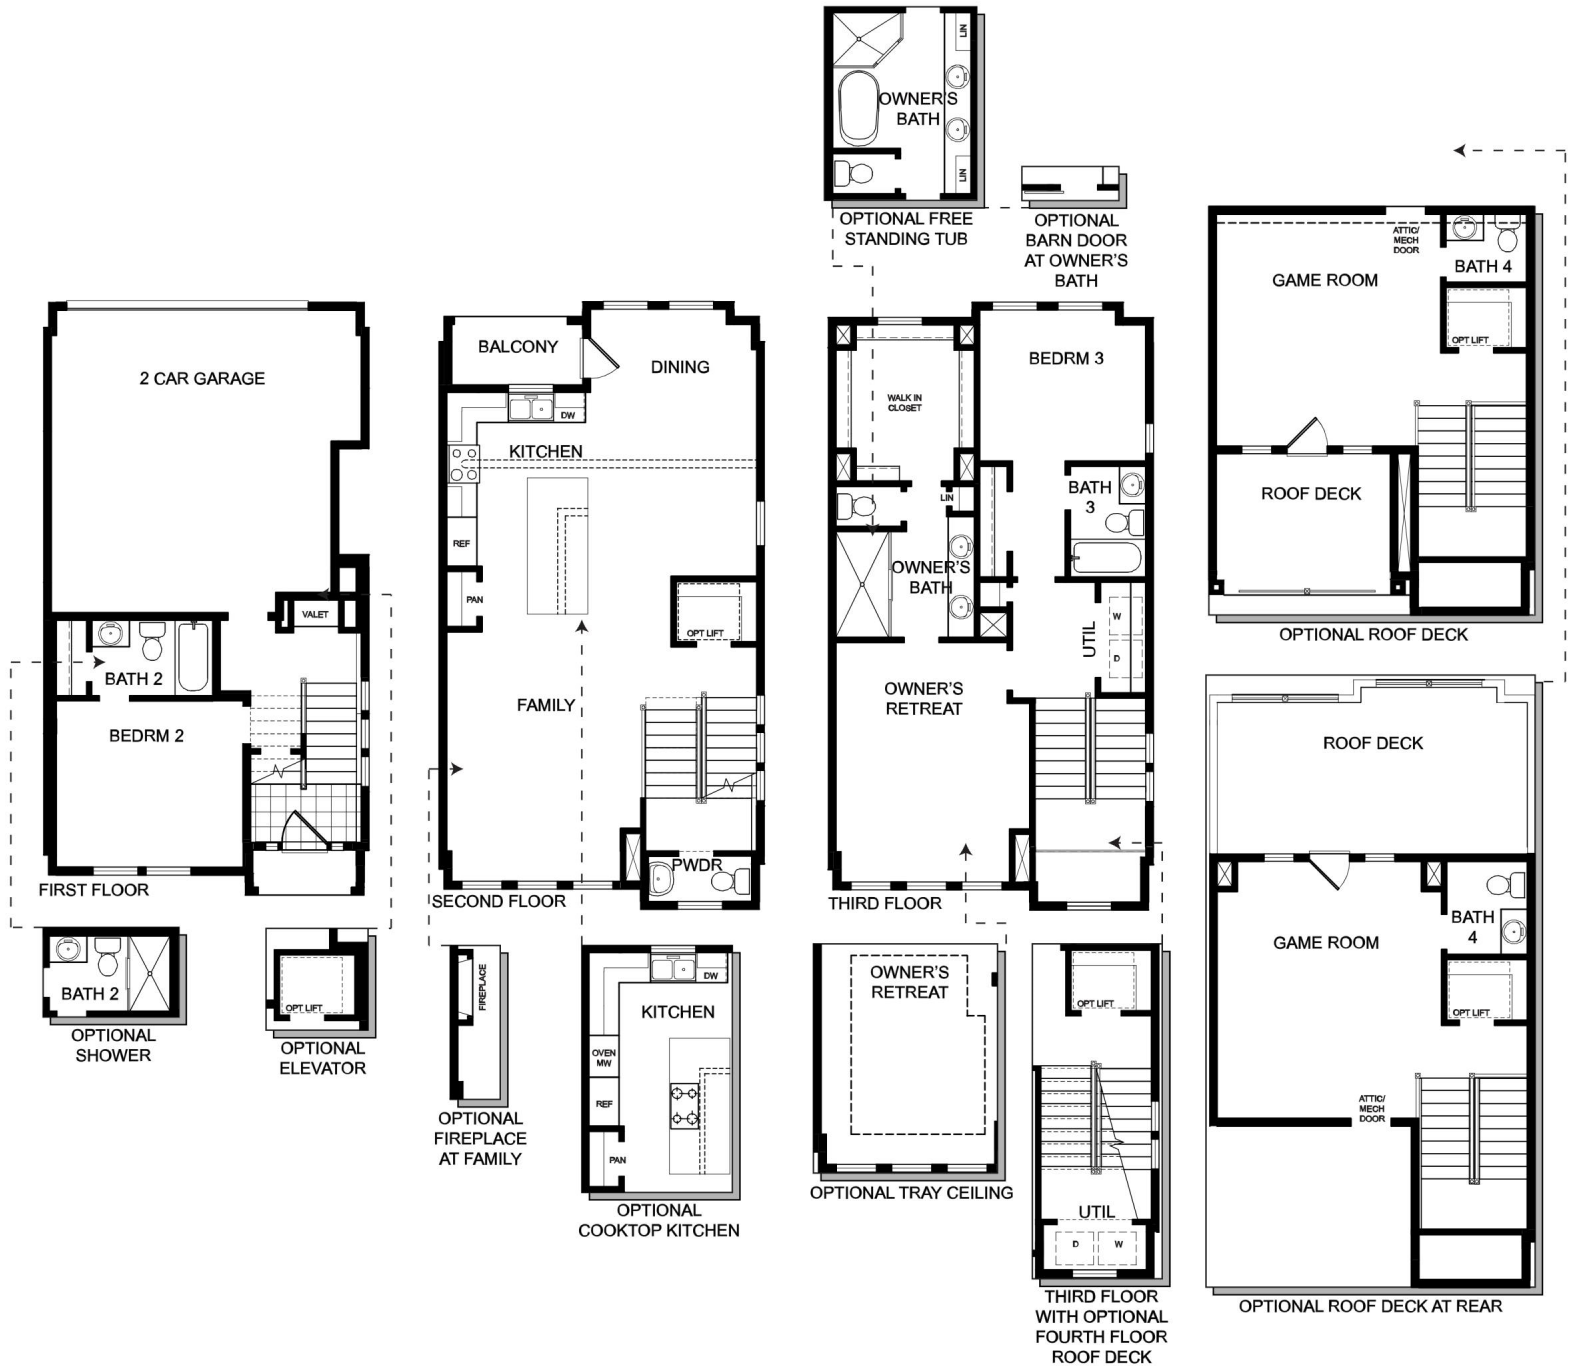 LIN
OWNER'S
BATH
LIN
OPTIONAL FREE
STANDING TUB
OPTIONAL
BARN DOOR
AT OWNER'S
BATH
2 CAR GARAGE
VALET
BATH 2
BEDRM 2
FIRST FLOOR
BATH 2
OPTIONAL
SHOWER
OPT LIFT
OPTIONAL
ELEVATOR
BALCONY
DINING
DW
KITCHEN
REF
PAN
OPT LIFT
FAMILY
PWDR
SECOND FLOOR
FIREPLACE
OPTIONAL
FIREPLACE
AT FAMILY
DW
KITCHEN
OVEN
MW
REF
PAN
OPTIONAL
COOKTOP KITCHEN
BEDRM 3
WALK IN
CLOSET
BATH
3
LIN
OWNER'S
BATH
W
UTIL
D
OWNER'S
RETREAT
THIRD FLOOR
OWNER'S
RETREAT
OPTIONAL TRAY CEILING
OPT LIFT
UTIL
D
W
THIRD FLOOR
WITH OPTIONAL
FOURTH FLOOR
ROOF DECK
ATTIC/
MECH
DOOR
BATH 4
GAME ROOM
OPT LIFT
ROOF DECK
OPTIONAL ROOF DECK
ROOF DECK
BATH
4
GAME ROOM
OPT LIFT
ATTIC/
MECH
DOOR
OPTIONAL ROOF DECK AT REAR